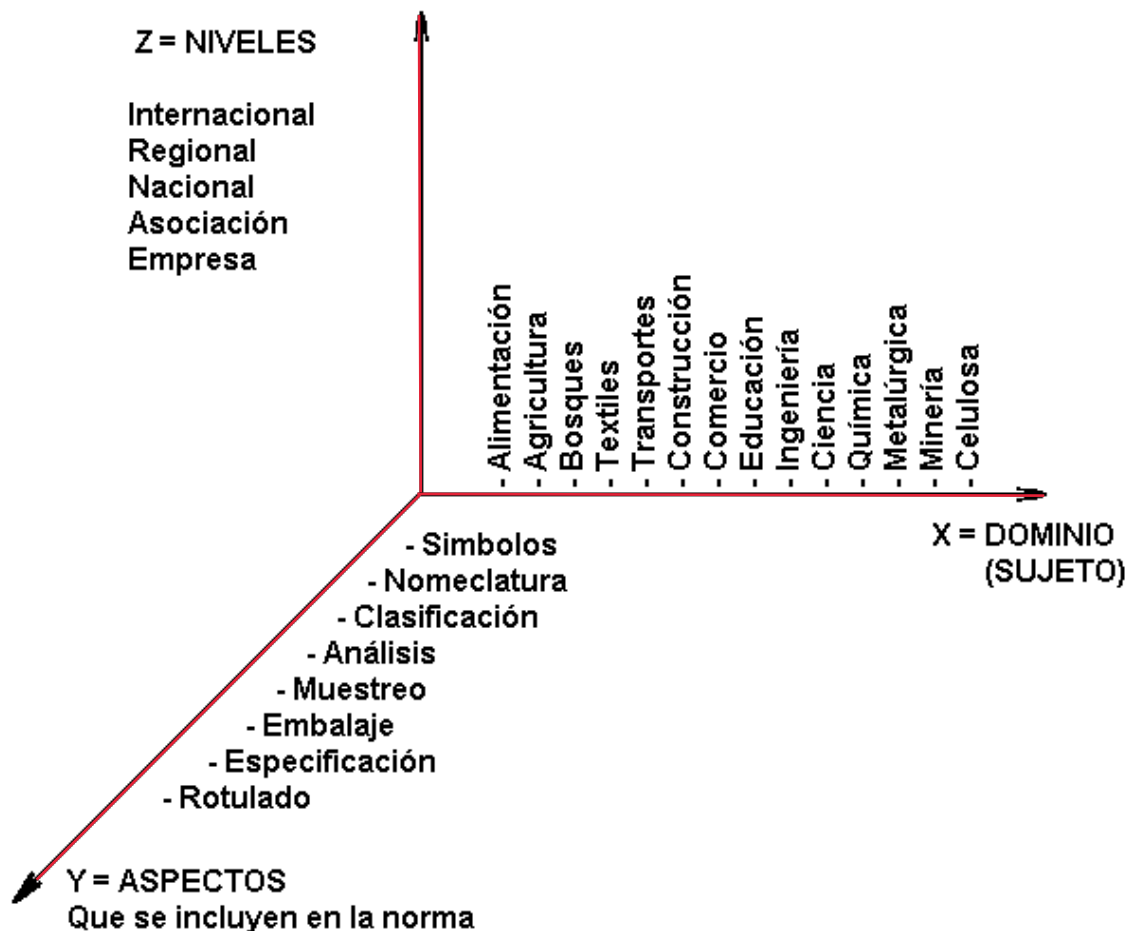 Z = NIVELES
Internacional
Regional
Nacional
Asociación
Empresa
- Alimentación
- Agricultura
- Bosques
- Textiles
- Transportes
- Construcción
- Comercio
- Educación
- Ingeniería
- Ciencia
- Química
- Metalúrgica
- Minería
- Celulosa
X = DOMINIO
(SUJETO)
- Simbolos
- Nomeclatura
- Clasificación
- Análisis
- Muestreo
- Embalaje
- Especificación
- Rotulado
Y = ASPECTOS
Que se incluyen en la norma